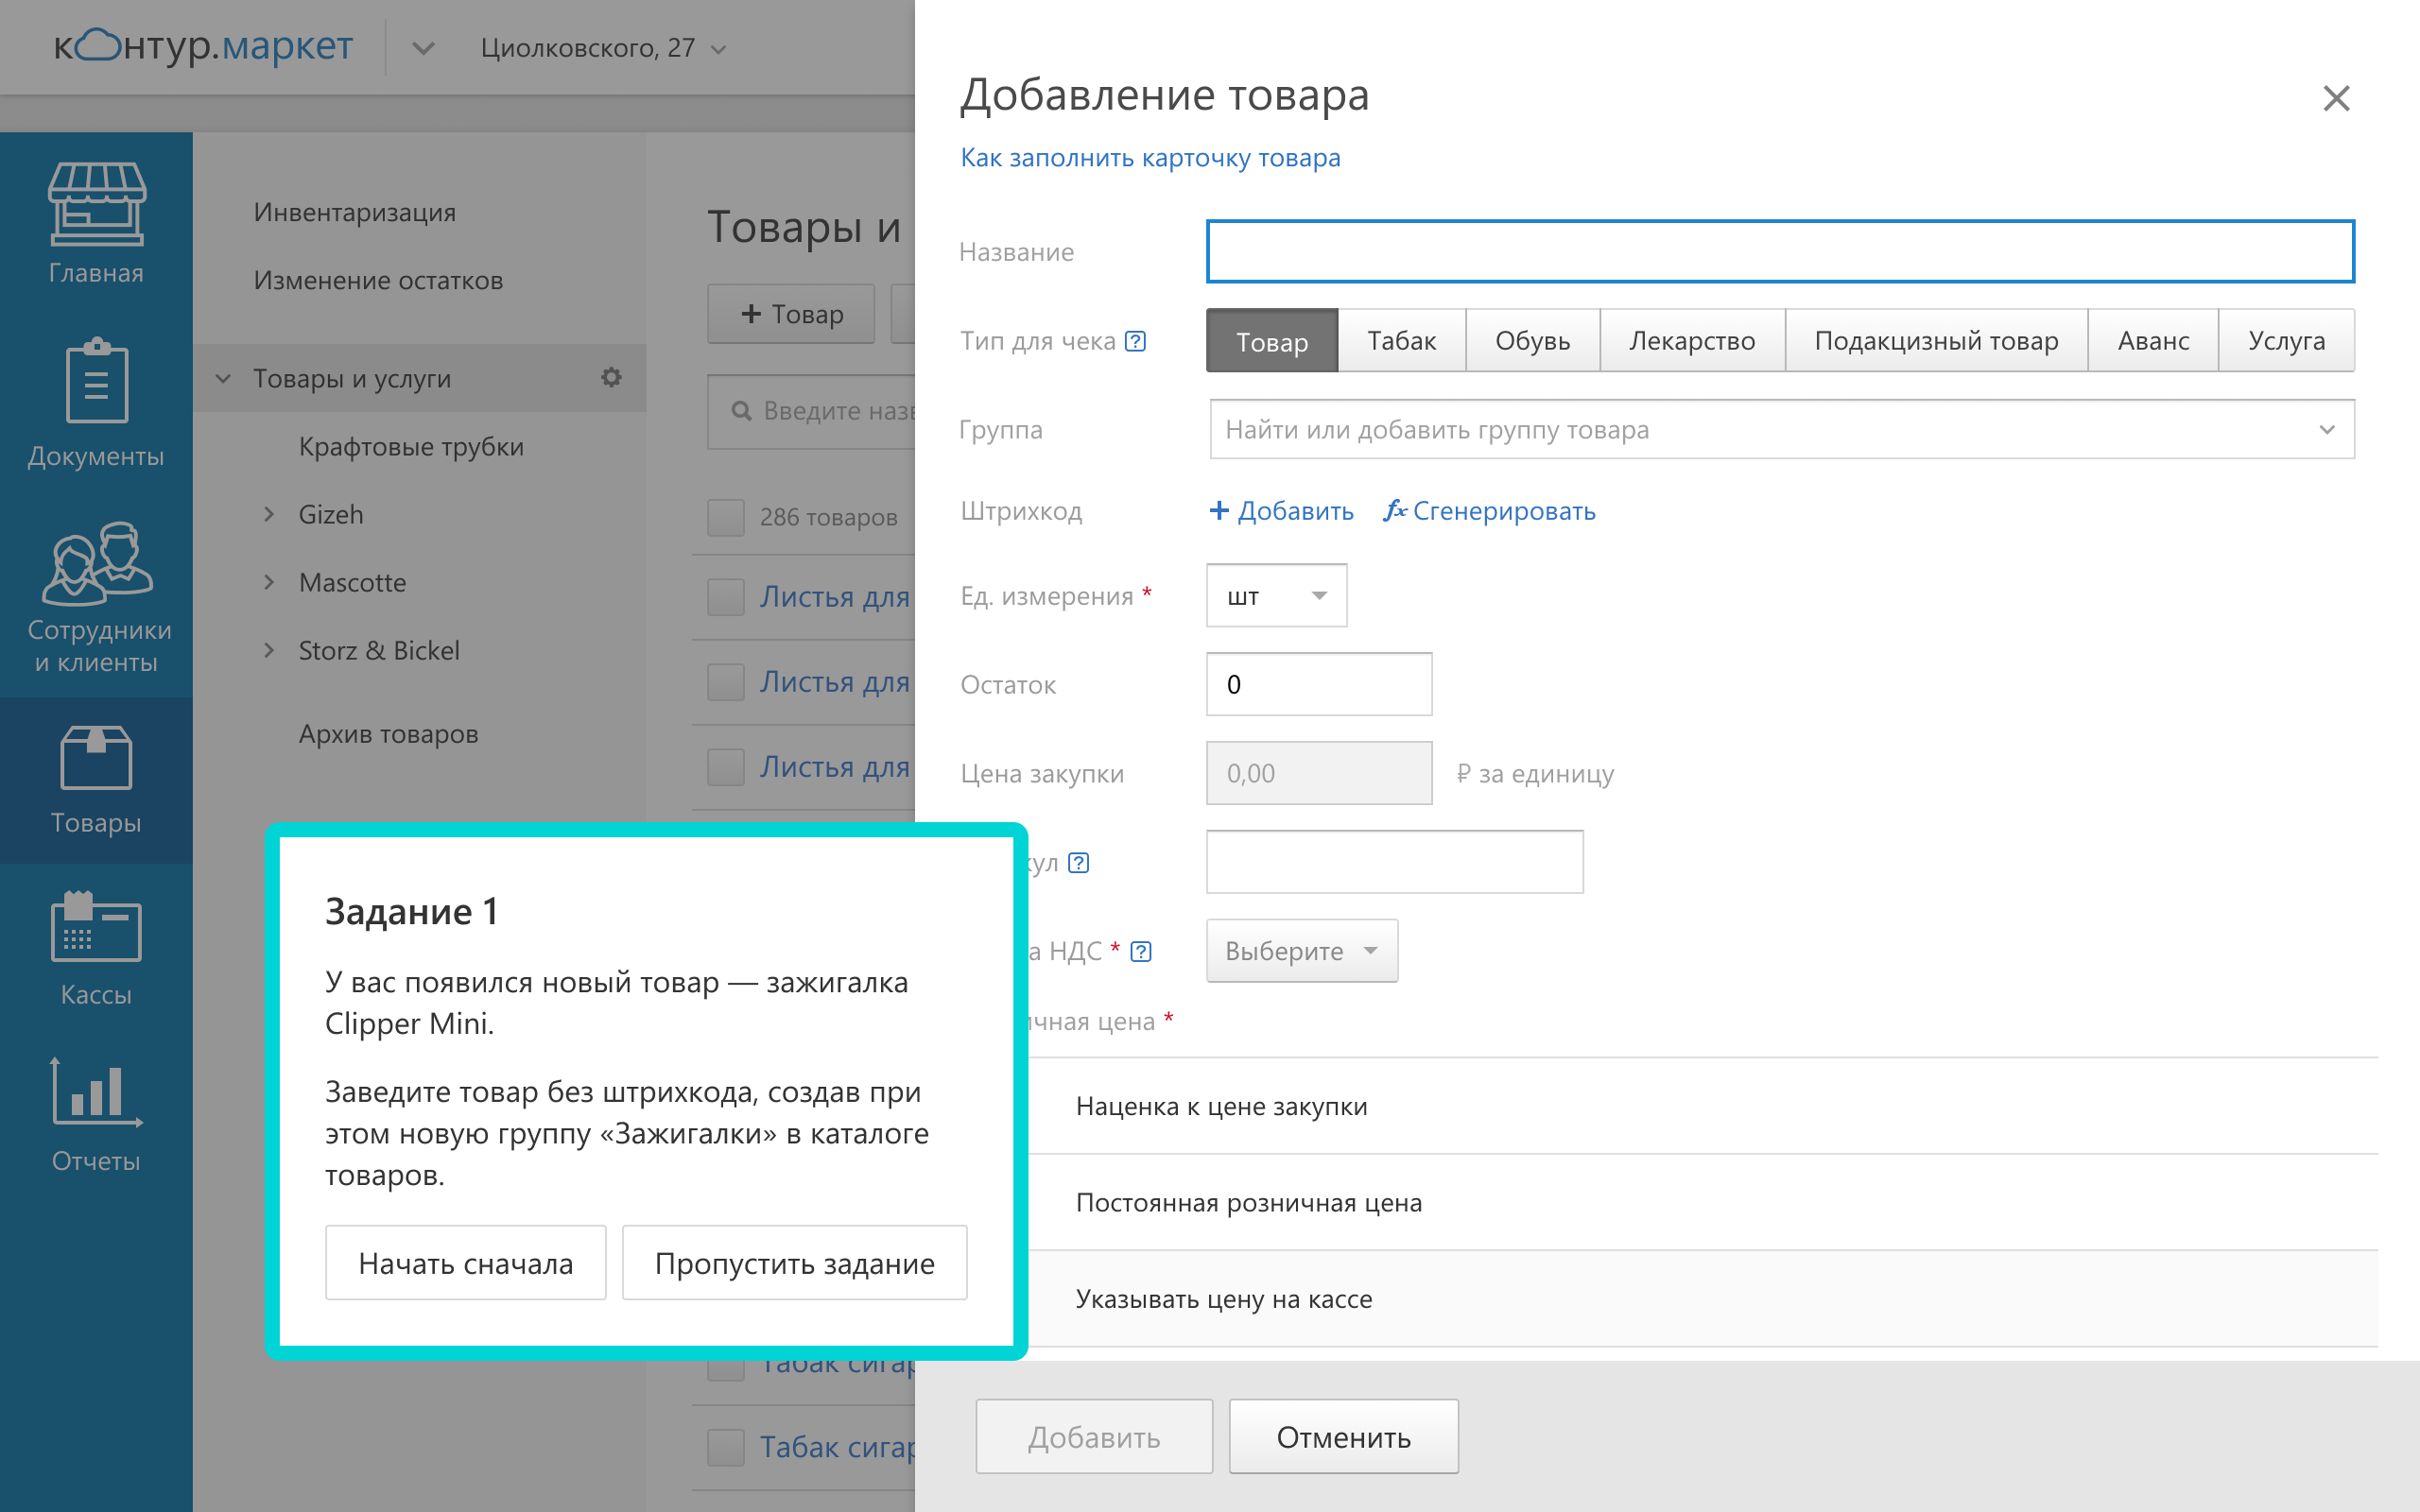 контур.маркет
Циолковского, 27
Главная
Документы
Сотрудники
и клиенты
Товары
Кассы
Отчеты
Инвентаризация
Изменение остатков
Товары и услуги
Крафтовые трубки
Gizeh
Mascotte
Storz & Bickel
Архив товаров
Товары и
+ Товар
Введите
286 товаров
Листья для
Листья для
Листья для
Табак
Табак
Добавление товара
Как заполнить карточку товара
Название
Тип для чека ?
Товар Табак Обувь Лекарство Подакцизный товар Аванс Услуга
Группа
Найти или добавить группу товара
Штрихкод
+ Добавить fx Сгенерировать
Ед. измерения *
шт
Остаток
0
Цена закупки
0,00 ₽ за единицу
кул ?
а НДС * ?
Выберите
чная цена *
Наценка к цене закупки
Постоянная розничная цена
Указывать цену на кассе
Добавить Отменить
Задание 1
У вас появился новый товар — зажигалка
Clipper Mini.
Заведите товар без штрихкода, создав при
этом новую группу «Зажигалки» в каталоге
товаров.
Начать сначала Пропустить задание